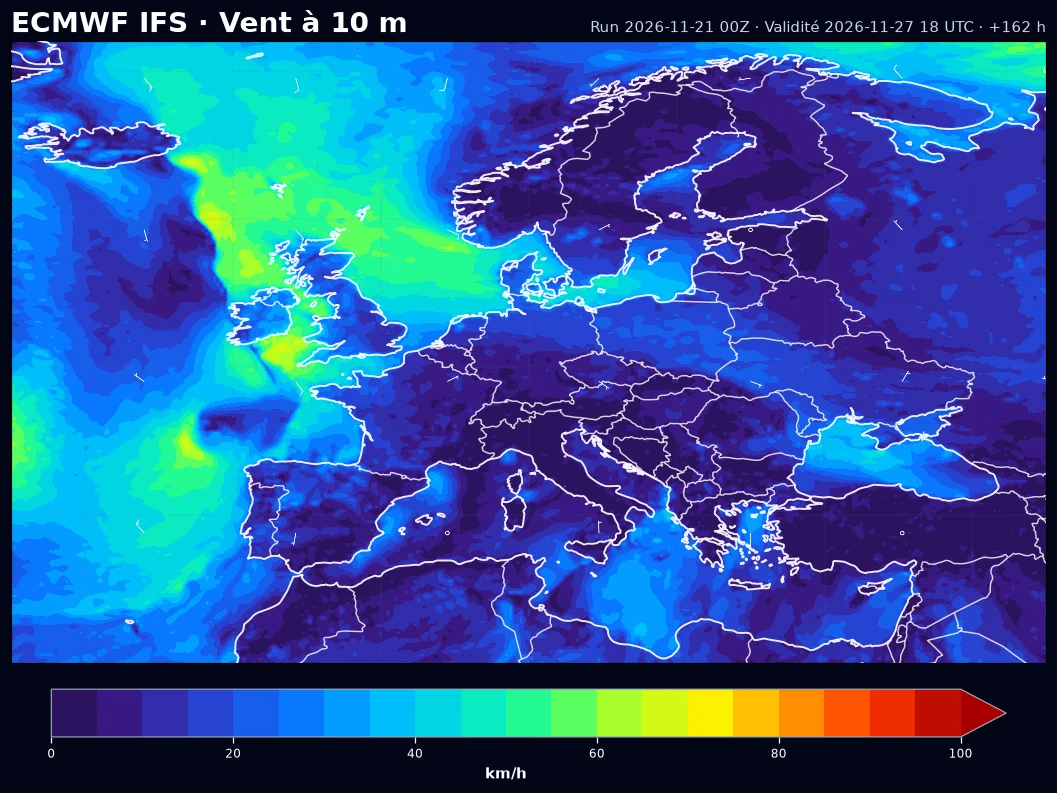 ECMWF IFS · Vent à 10 m
Run 2026-11-21 00Z · Validité 2026-11-27 18 UTC · +162 h
0 20 40 60 80 100
km/h